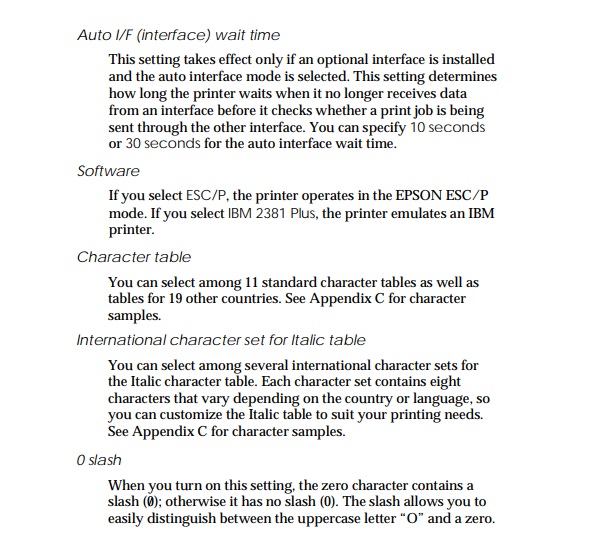 Auto I/F (interface) wait time
This setting takes effect only if an optional interface is installed
and the auto interface mode is selected. This setting determines
how long the printer waits when it no longer receives data
from an interface before it checks whether a print job is being
sent through the other interface. You can specify 10 seconds
or 30 seconds for the auto interface wait time.
Software
If you select ESC/P, the printer operates in the EPSON ESC/P
mode. If you select IBM 2381 Plus, the printer emulates an IBM
printer.
Character table
You can select among 11 standard character tables as well as
tables for 19 other countries. See Appendix C for character
samples.
International character set for Italic table
You can select among several international character sets for
the Italic character table. Each character set contains eight
characters that vary depending on the country or language, so
you can customize the Italic table to suit your printing needs.
See Appendix C for character samples.
0 slash
When you turn on this setting, the zero character contains a
slash (0̸); otherwise it has no slash (0). The slash allows you to
easily distinguish between the uppercase letter “O” and a zero.